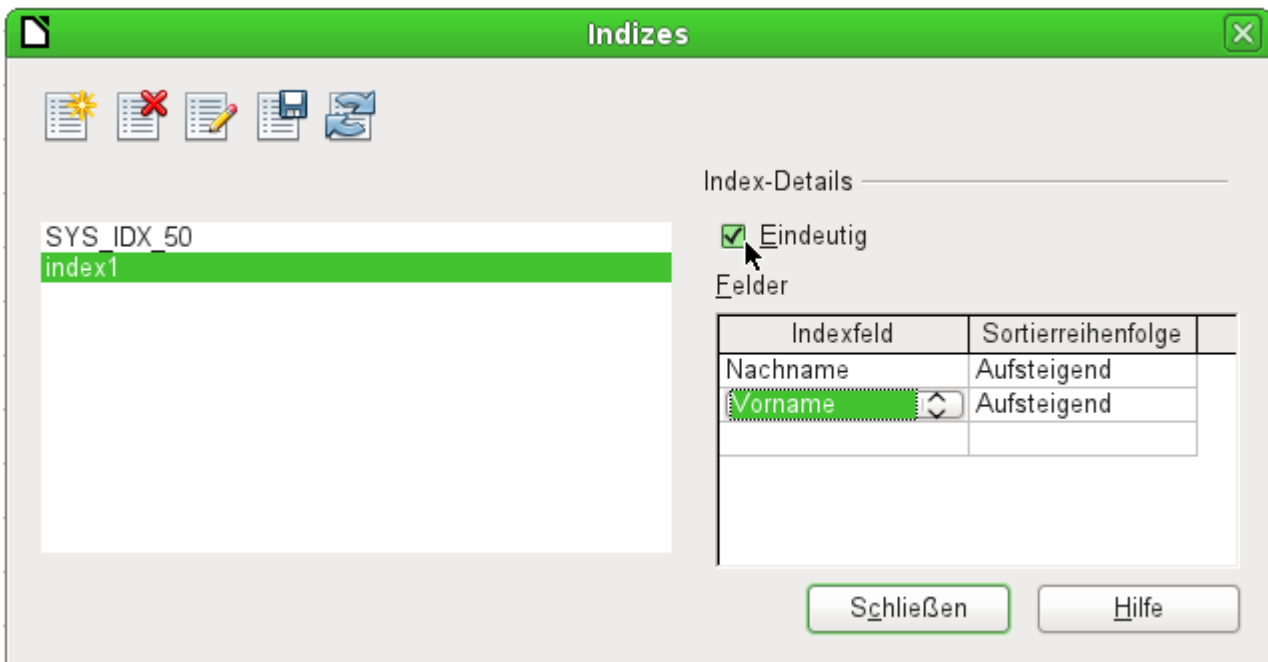 Indizes
Index-Details
SYS_IDX_50
index1
Eindeutig
Felder
Indexfeld Sortierreihenfolge
Nachname Aufsteigend
Vorname Aufsteigend
Schließen Hilfe